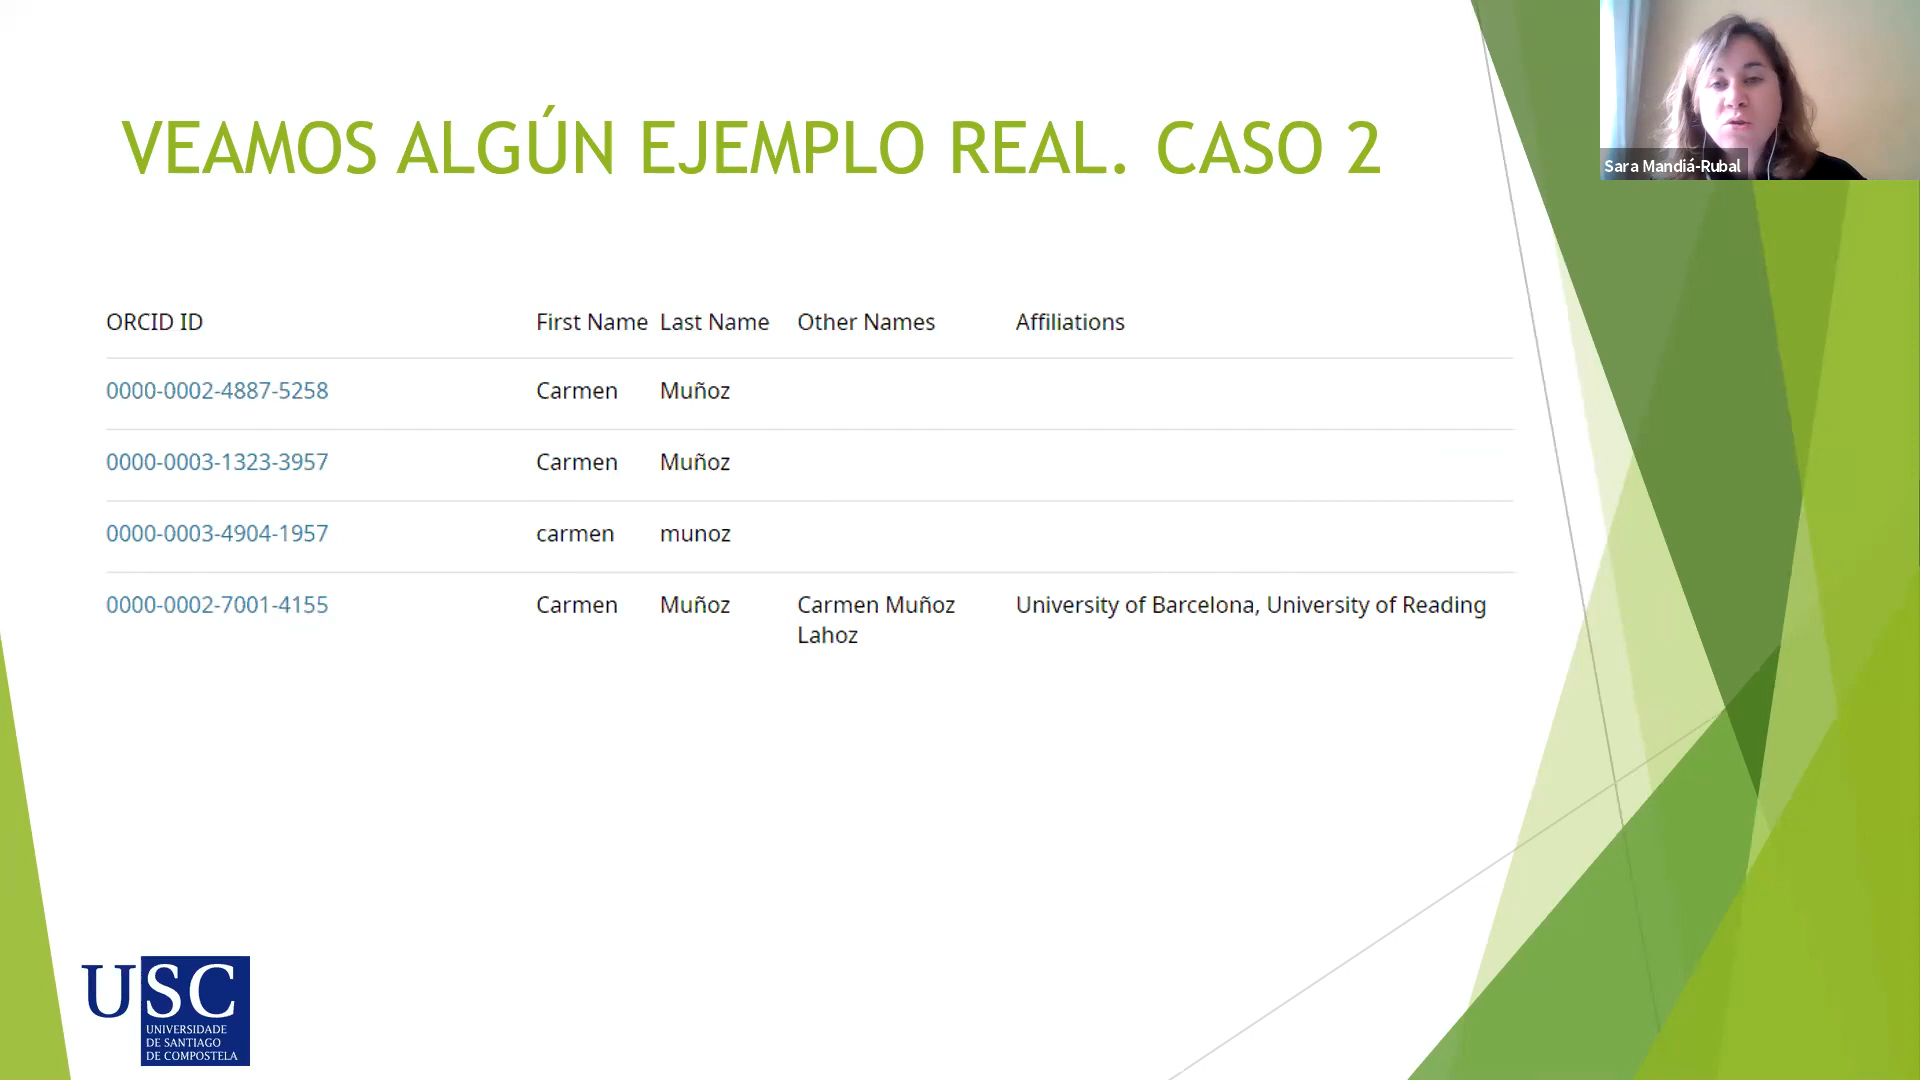 VEAMOS ALGÚN EJEMPLO REAL. CASO 2
Sara Mandiá-Rubal
ORCID ID First Name Last Name Other Names Affiliations
0000-0002-4887-5258 Carmen Muñoz
0000-0003-1323-3957 Carmen Muñoz
0000-0003-4904-1957 carmen munoz
0000-0002-7001-4155 Carmen Muñoz Carmen Muñoz University of Barcelona, University of Reading
Lahoz
USC
UNIVERSIDADE
DE SANTIAGO
DE COMPOSTELA